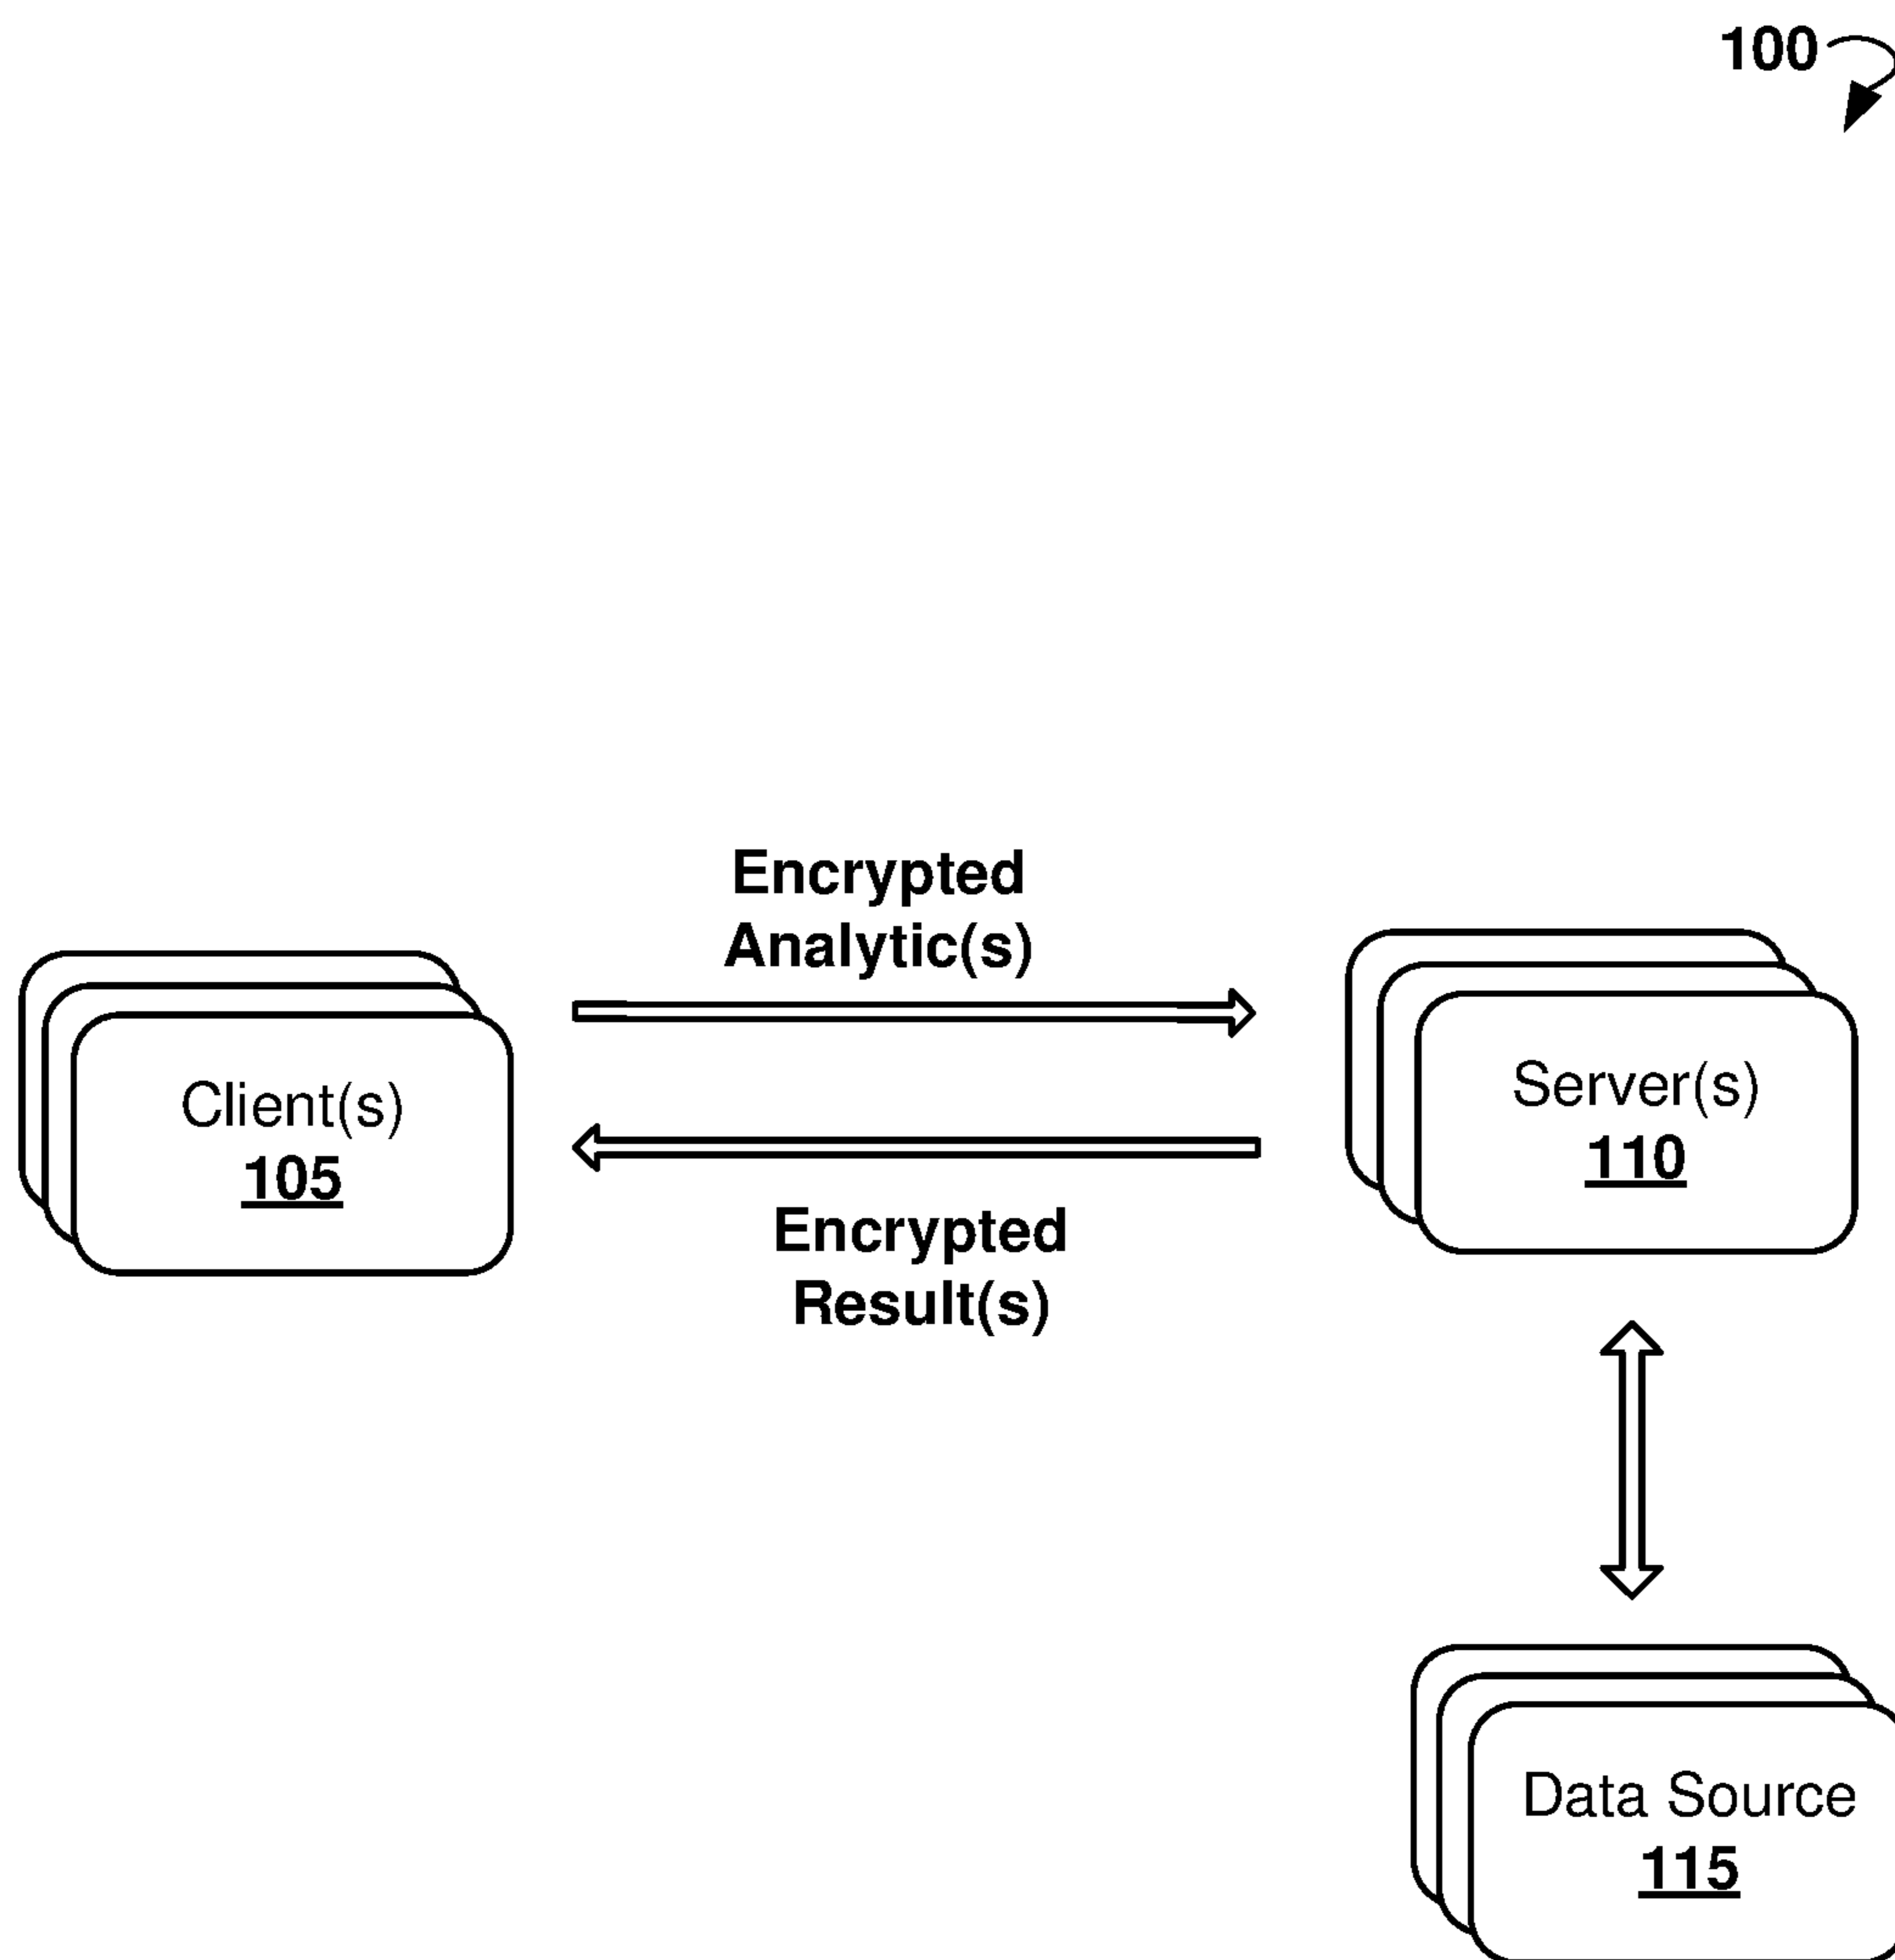 100
Encrypted
Analytic(s)
Client(s)
105
Server(s)
110
Encrypted
Result(s)
Data Source
115